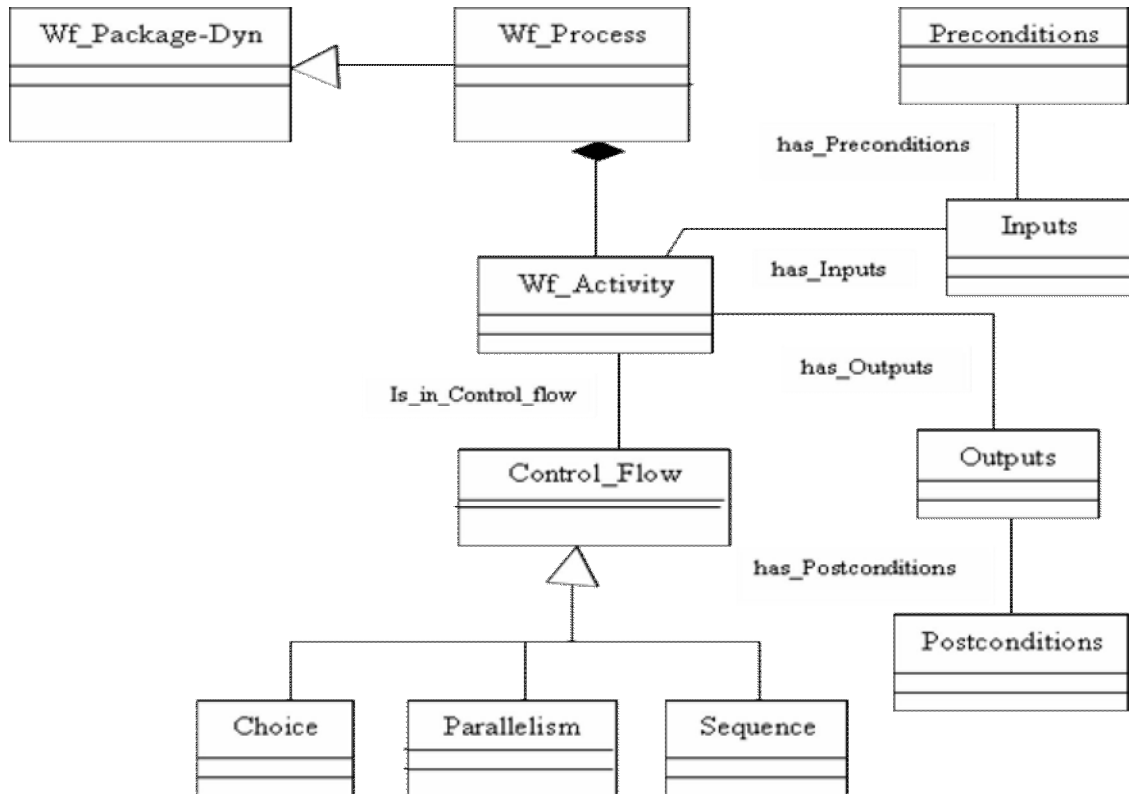 Wf_Package-Dyn
Wf_Process
Preconditions
has_Preconditions
Inputs
has_Inputs
Wf_Activity
has_Outputs
Is_in_Control_flow
Outputs
Control_Flow
has_Postconditions
Postconditions
Choice
Parallelism
Sequence